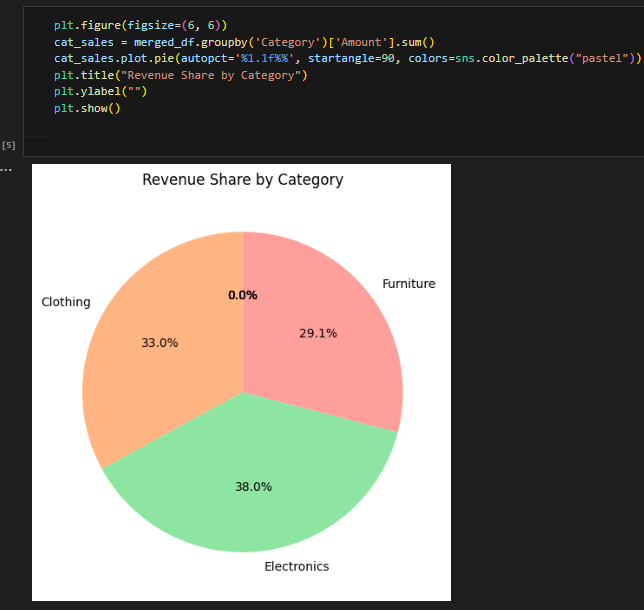 plt.figure(figsize=(6, 6))
cat_sales = merged_df.groupby('Category')['Amount'].sum()
cat_sales.plot.pie(autopct='%1.1f%%', startangle=90, colors=sns.color_palette("pastel"))
plt.title("Revenue Share by Category")
plt.ylabel("")
plt.show()
[5]
...
Revenue Share by Category
Furniture
0.0%
Clothing
29.1%
33.0%
38.0%
Electronics